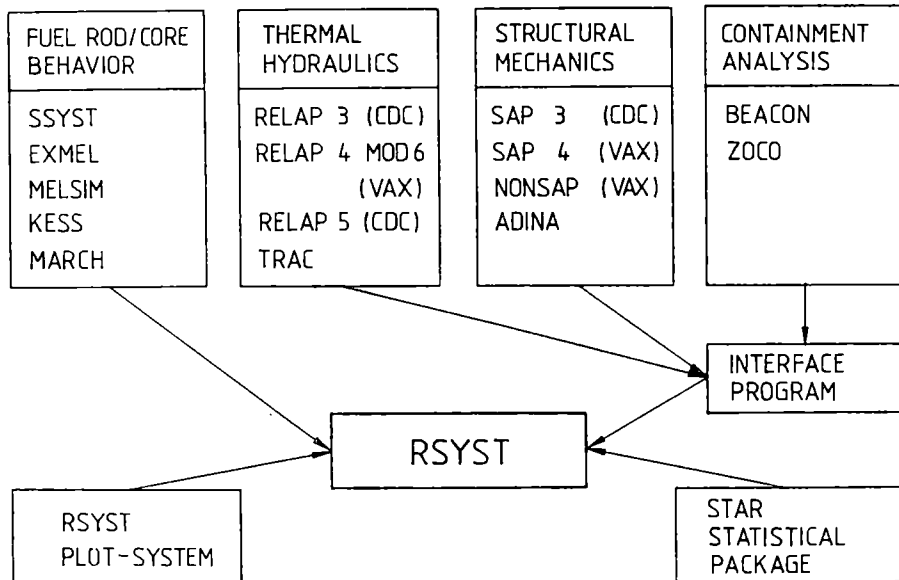 FUEL ROD/CORE
BEHAVIOR
SSYST
EXMEL
MELSIM
KESS
MARCH
THERMAL
HYDRAULICS
RELAP 3 (CDC)
RELAP 4 MOD6
(VAX)
RELAP 5 (CDC)
TRAC
STRUCTURAL
MECHANICS
SAP 3 (CDC)
SAP 4 (VAX)
NONSAP (VAX)
ADINA
CONTAINMENT
ANALYSIS
BEACON
ZOCO
INTERFACE
PROGRAM
RSYST
RSYST
PLOT-SYSTEM
STAR
STATISTICAL
PACKAGE